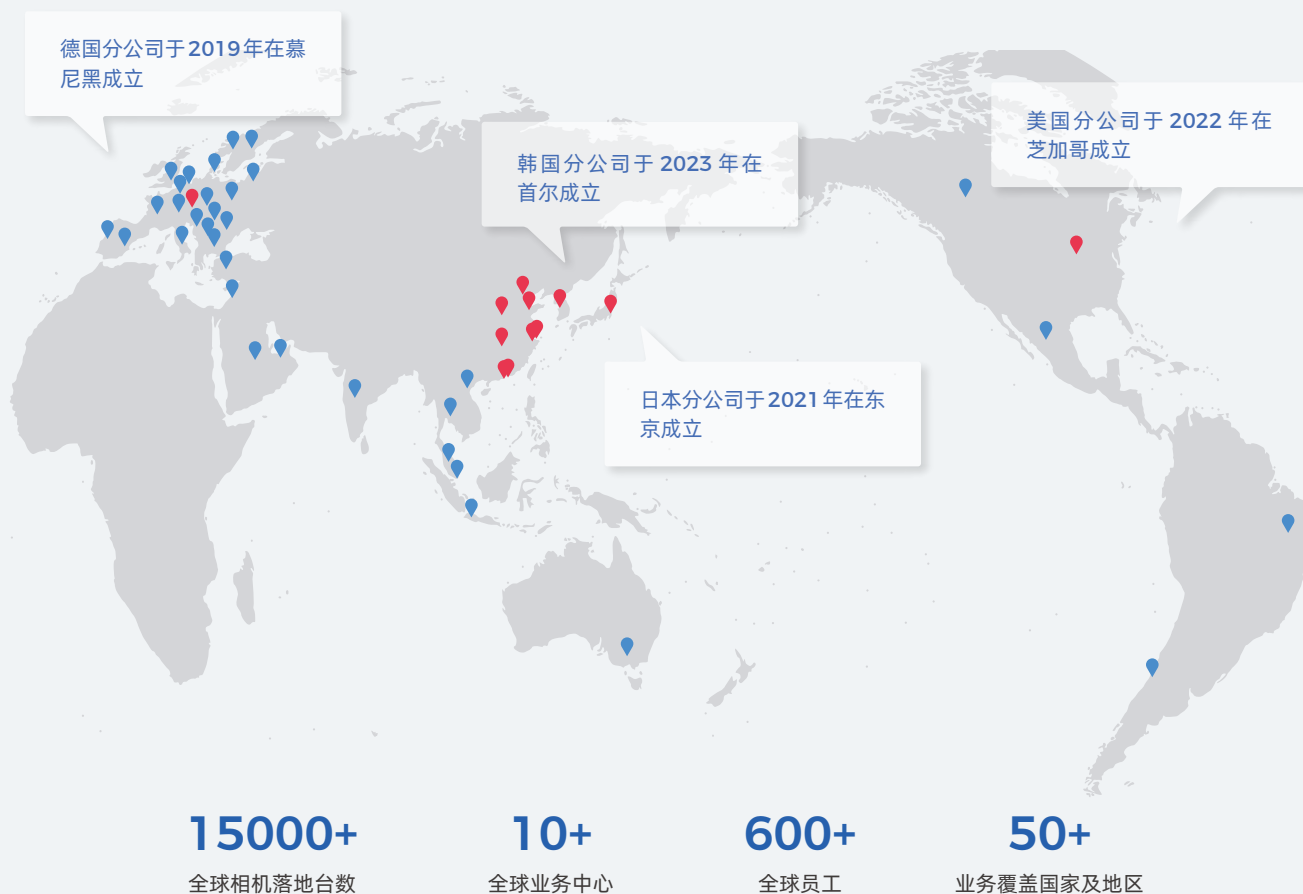 德国分公司于2019年在慕
尼黑成立
美国分公司于 2022 年在
芝加哥成立
韩国分公司于 2023 年在
首尔成立
日本分公司于2021年在东
京成立
15000+
10+
600+
50+
全球相机落地台数
全球业务中心
全球员工
业务覆盖国家及地区